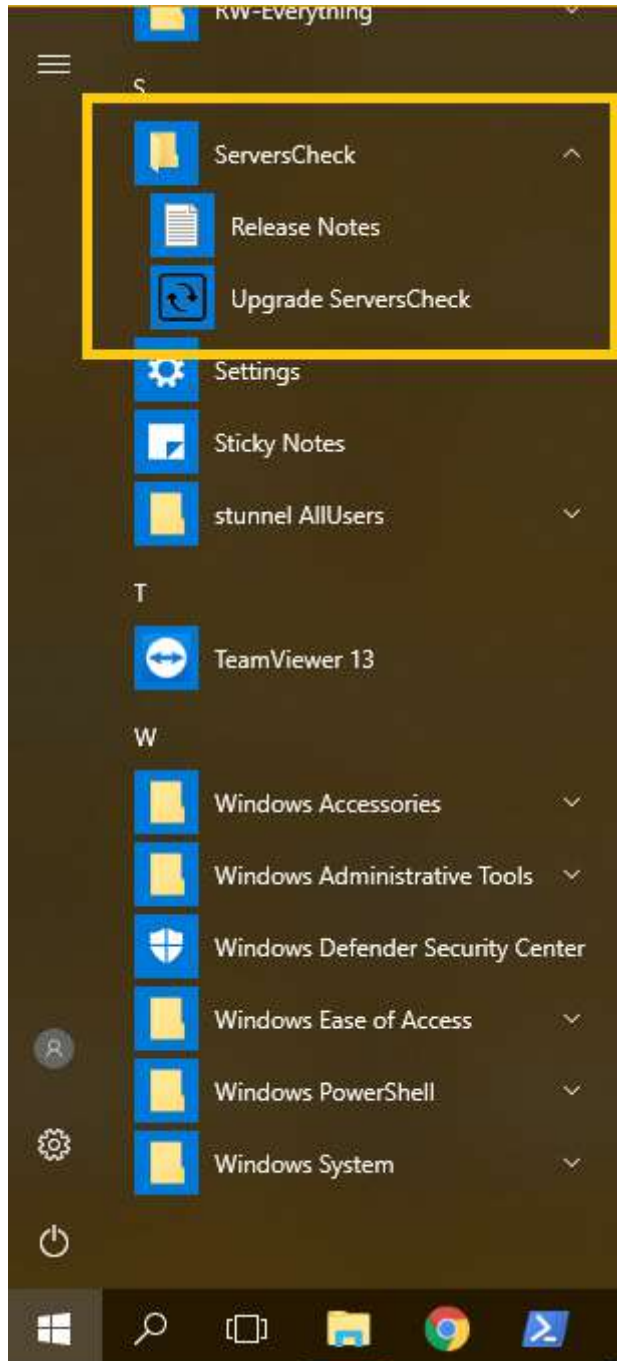 RW-Everything
S
ServersCheck
Release Notes
Upgrade ServersCheck
Settings
Sticky Notes
stunnel AllUsers
T
TeamViewer 13
W
Windows Accessories
Windows Administrative Tools
Windows Defender Security Center
Windows Ease of Access
Windows PowerShell
Windows System